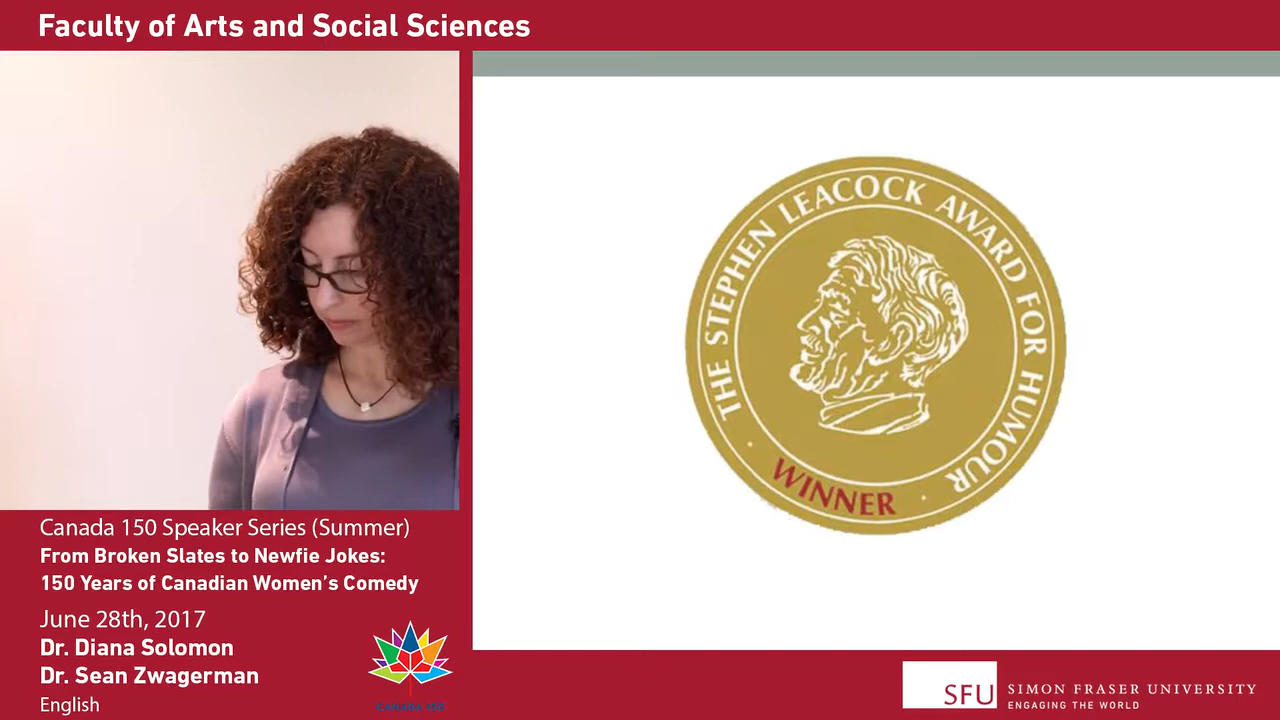 Faculty of Arts and Social Sciences
THE STEPHEN LEACOCK AWARD FOR HUMOUR
WINNER
Canada 150 Speaker Series (Summer)
From Broken Slates to Newfie Jokes:
150 Years of Canadian Women's Comedy
June 28th, 2017
Dr. Diana Solomon
Dr. Sean Zwagerman
English
CANADA 150
SFU
SIMON FRASER UNIVERSITY
ENGAGING THE WORLD